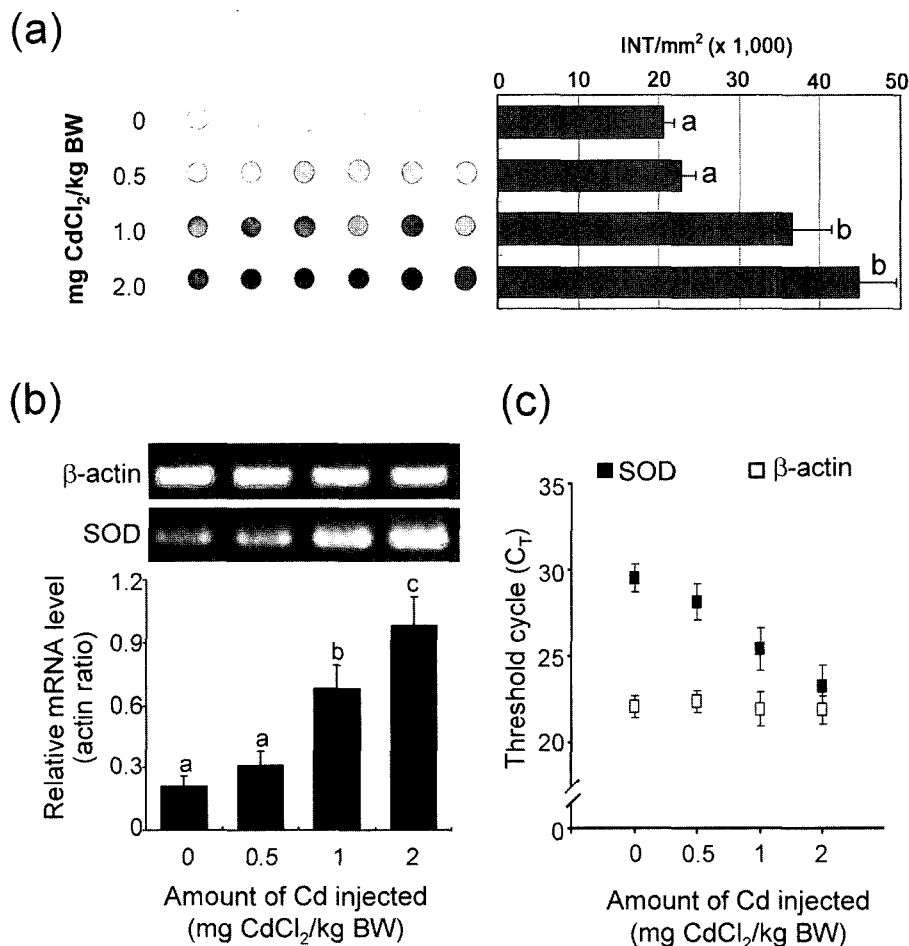 (a)
INT/mm² (x 1,000)
0 10 20 30 40 50
mg CdCl₂/kg BW
0
0.5
1.0
2.0
a
a
b
b
(b)
β-actin
SOD
Relative mRNA level
(actin ratio)
1.2
0.9
0.6
0.3
0
a
a
b
c
0 0.5 1 2
Amount of Cd injected
(mg CdCl₂/kg BW)
(c)
SOD β-actin
Threshold cycle (C_T)
35
30
25
20
0
0 0.5 1 2
Amount of Cd injected
(mg CdCl₂/kg BW)